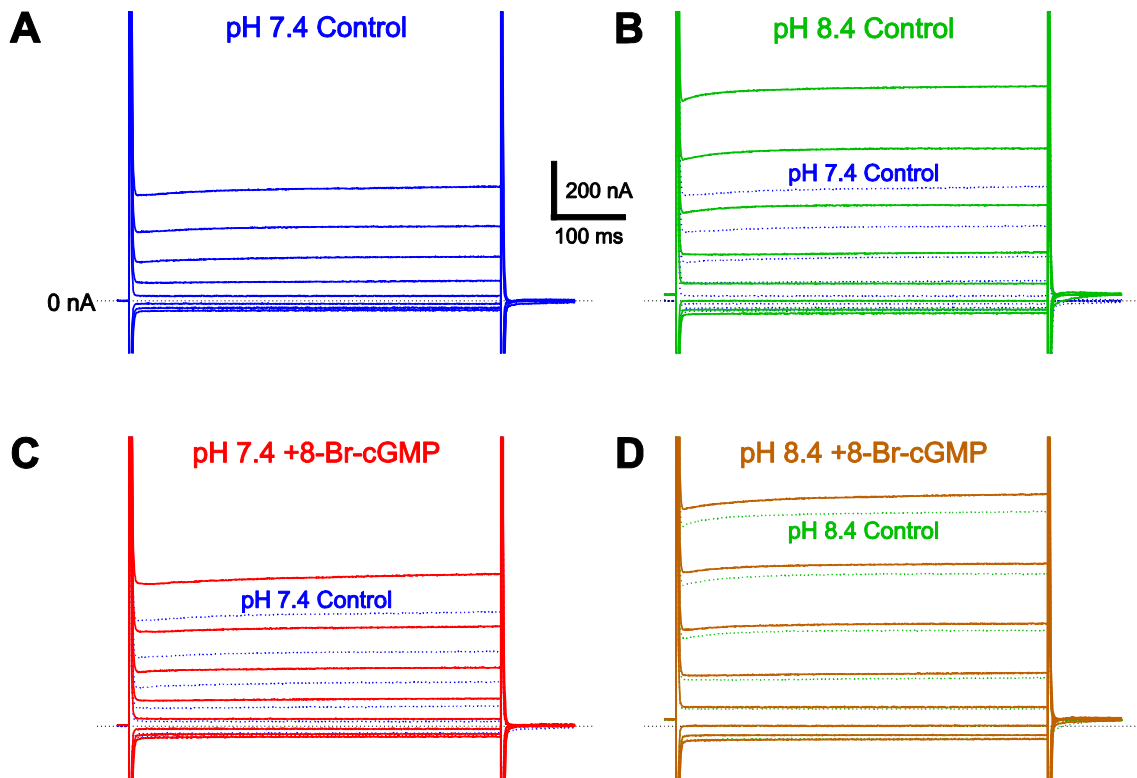 A
pH 7.4 Control
B
pH 8.4 Control
pH 7.4 Control
200 nA
100 ms
0 nA
C
pH 7.4 +8-Br-cGMP
pH 7.4 Control
D
pH 8.4 +8-Br-cGMP
pH 8.4 Control